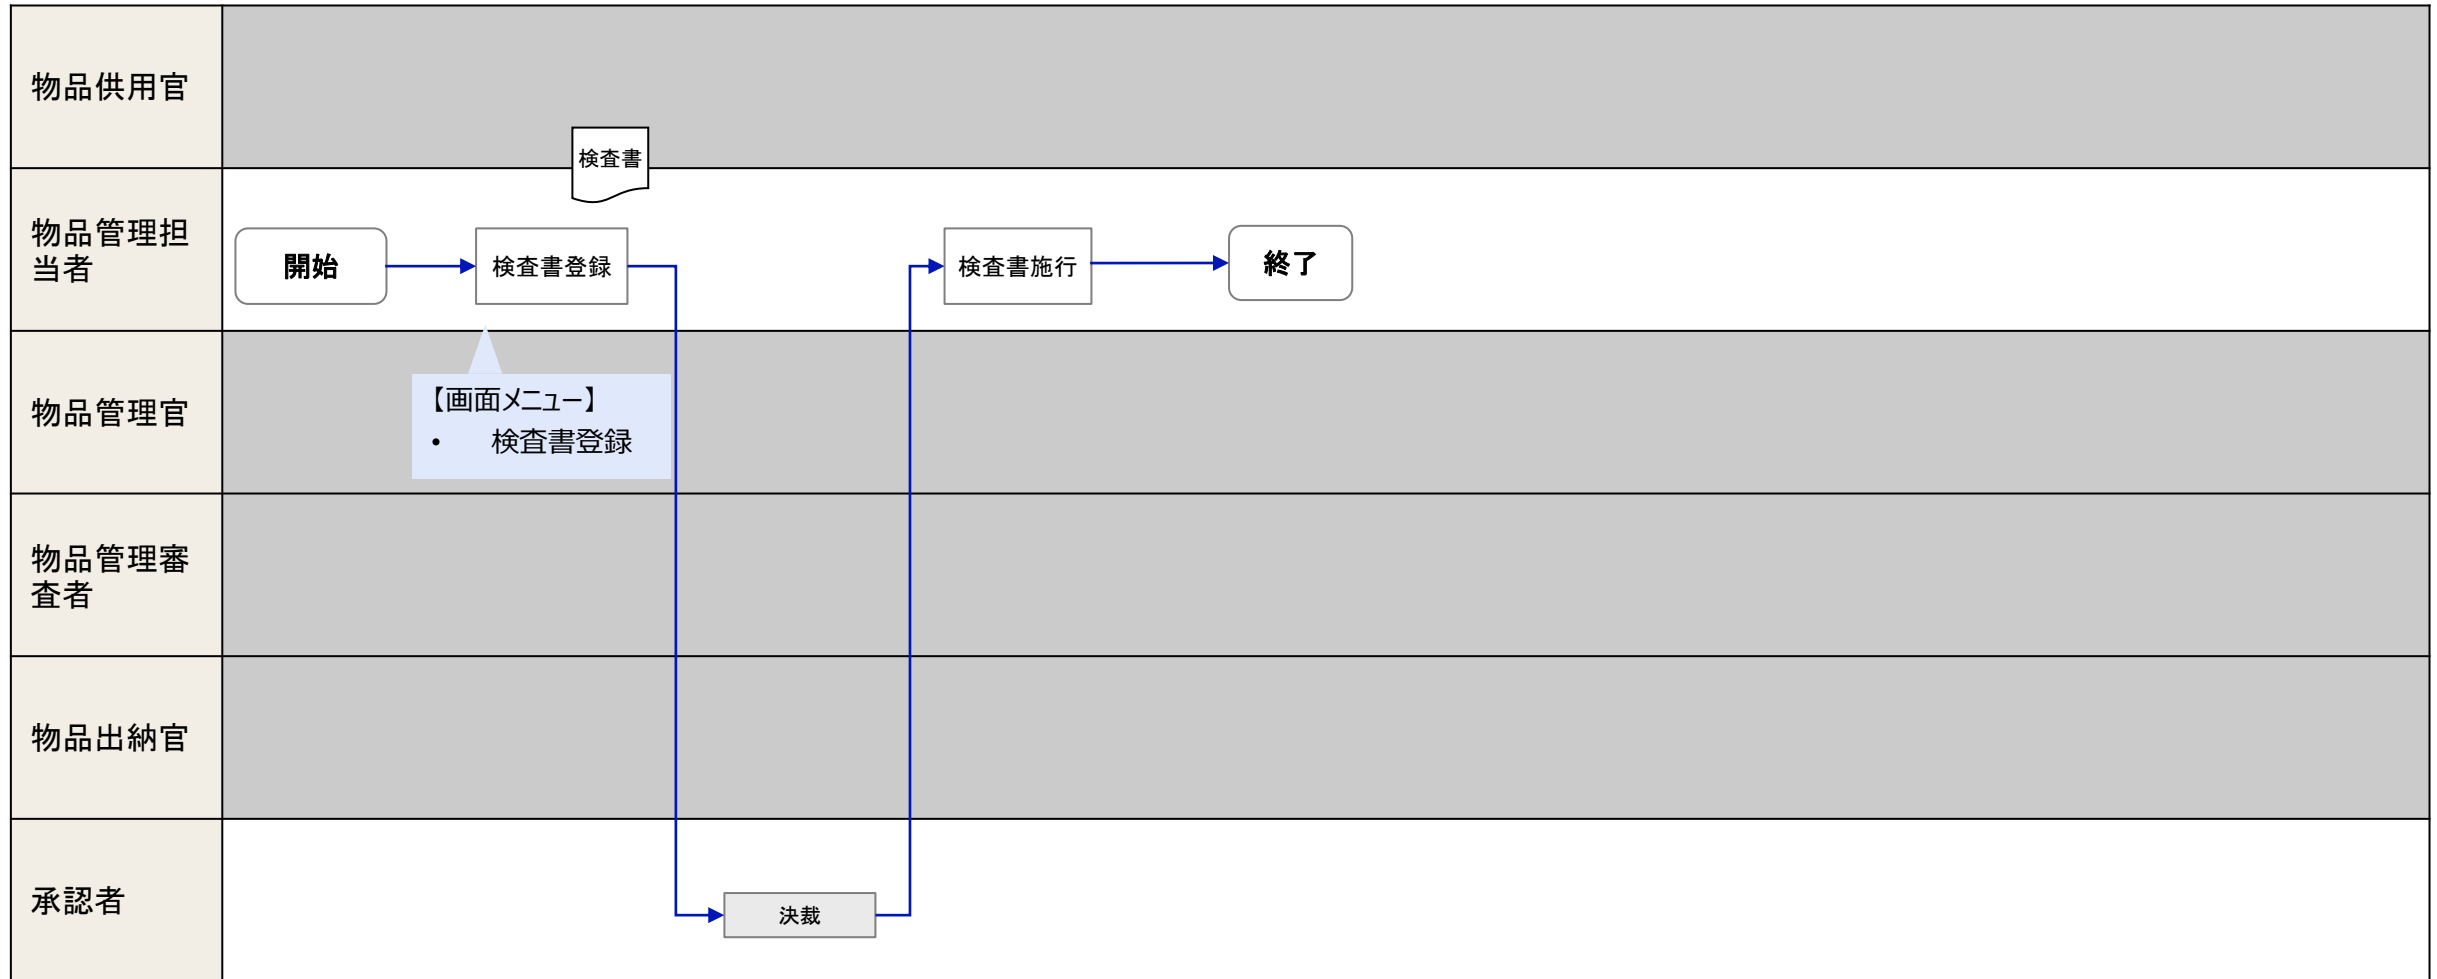 物品供用官
検査書
物品管理担
当者
開始
検査書登録
検査書施行
終了
物品管理官
【画面メニュー】
• 検査書登録
物品管理審
査者
物品出納官
承認者
決裁